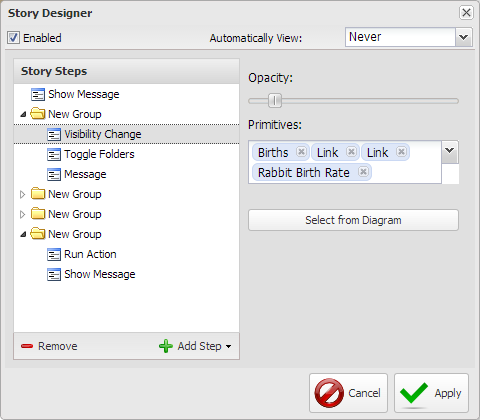 Story Designer
Enabled Automatically View: Never
Story Steps
Show Message
New Group
Visibility Change
Toggle Folders
Message
New Group
New Group
New Group
Run Action
Show Message
Remove Add Step
Opacity:
Primitives:
Births Link Link
Rabbit Birth Rate
Select from Diagram
Cancel Apply